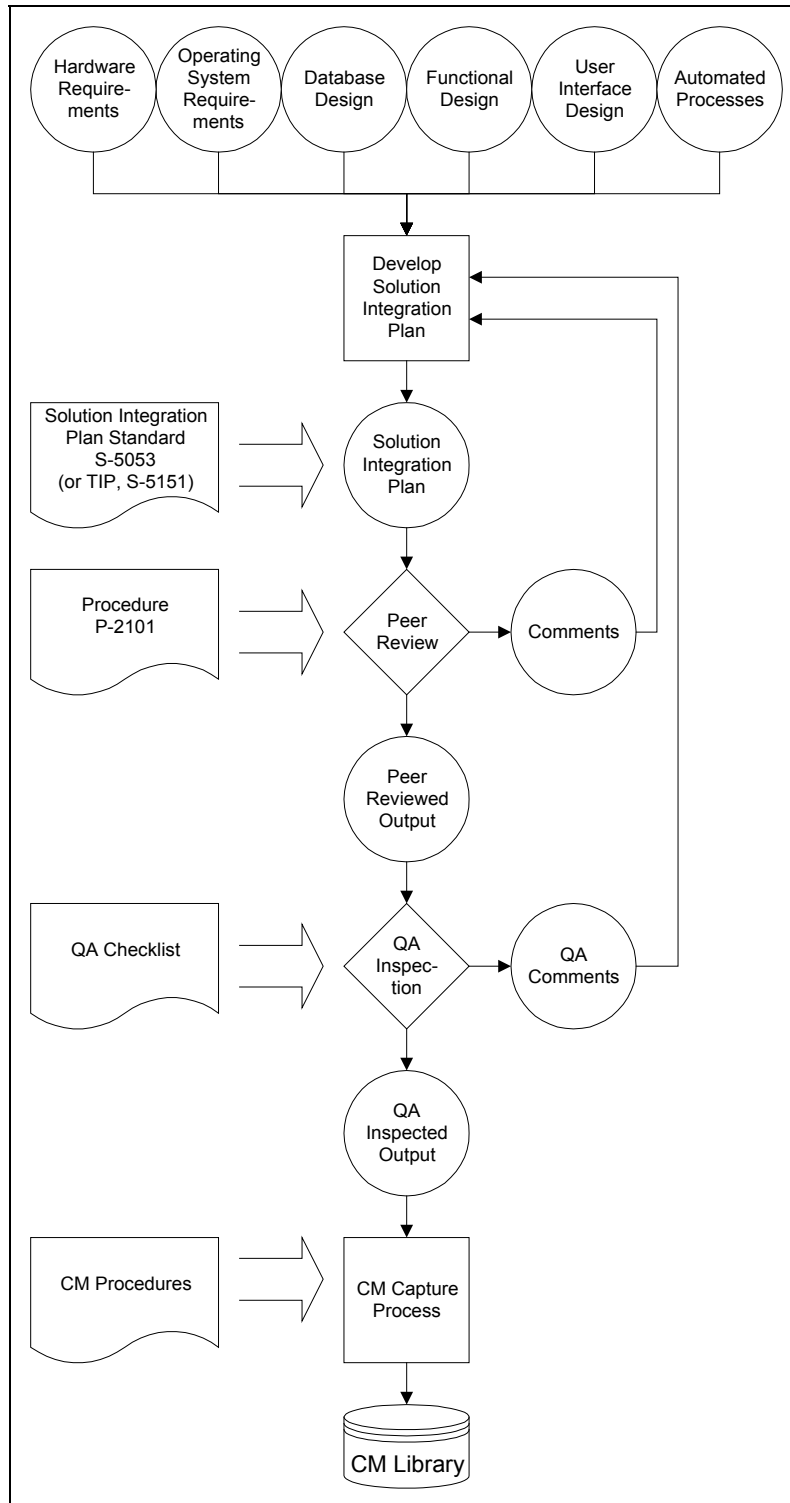 Hardware
Require-
ments
Operating
System
Require-
ments
Database
Design
Functional
Design
User
Interface
Design
Automated
Processes
Develop
Solution
Integration
Plan
Solution Integration
Plan Standard
S-5053
(or TIP, S-5151)
Solution
Integration
Plan
Procedure
P-2101
Peer
Review
Comments
Peer
Reviewed
Output
QA Checklist
QA
Inspec-
tion
QA
Comments
QA
Inspected
Output
CM Procedures
CM Capture
Process
CM Library